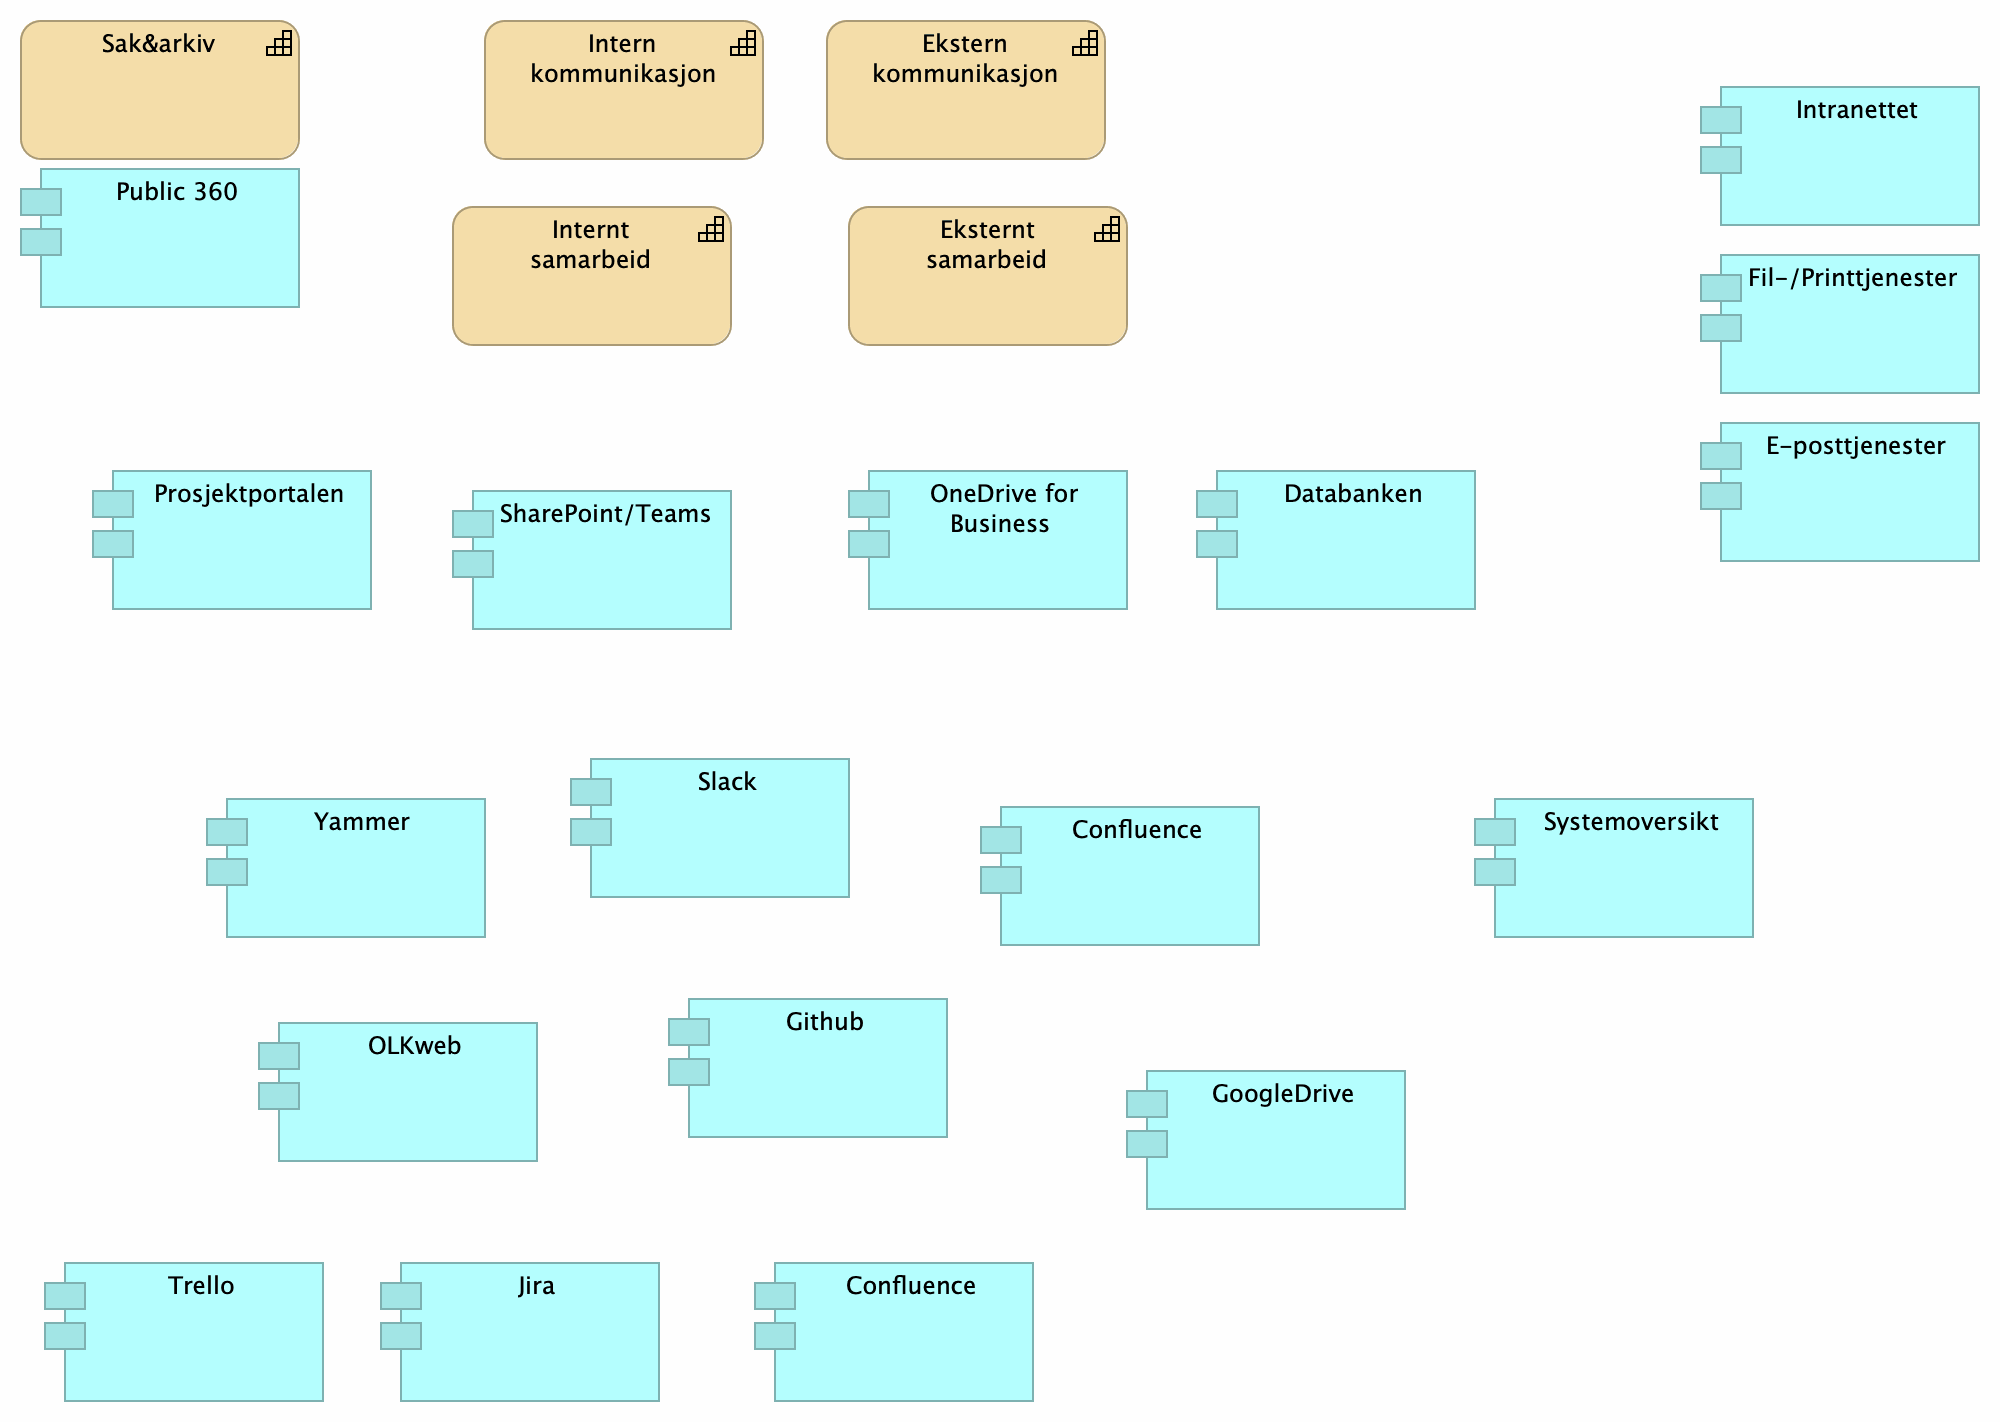 Sak&arkiv
Intern
kommunikasjon
Ekstern
kommunikasjon
Intranettet
Public 360
Internt
samarbeid
Eksternt
samarbeid
Fil-/Printtjenester
E-posttjenester
Prosjektportalen
SharePoint/Teams
OneDrive for
Business
Databanken
Yammer
Slack
Confluence
Systemoversikt
OLKweb
Github
GoogleDrive
Trello
Jira
Confluence